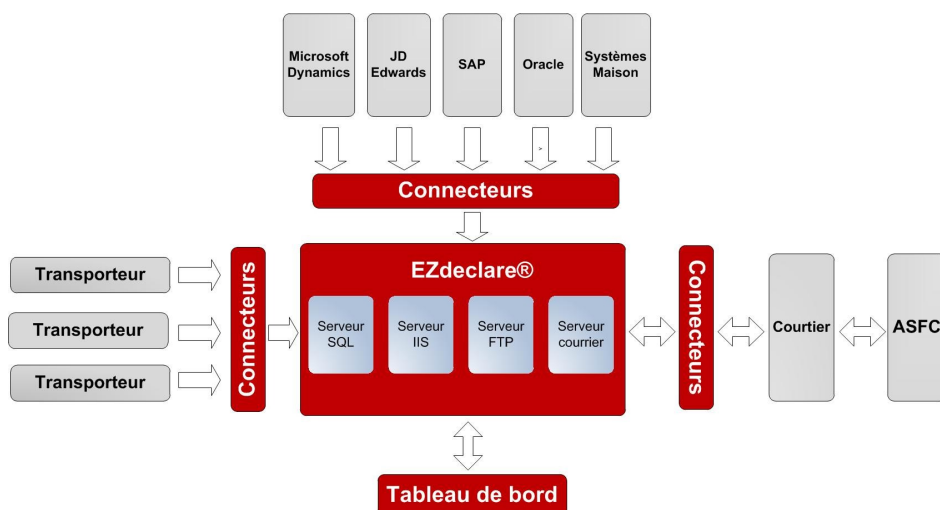 Microsoft
Dynamics
JD
Edwards
SAP
Oracle
Systèmes
Maison
>
Connecteurs
Transporteur
Transporteur
Transporteur
Connecteurs
EZdeclare®
Serveur
SQL
Serveur
IIS
Serveur
FTP
Serveur
courrier
Connecteurs
Courtier
ASFC
Tableau de bord